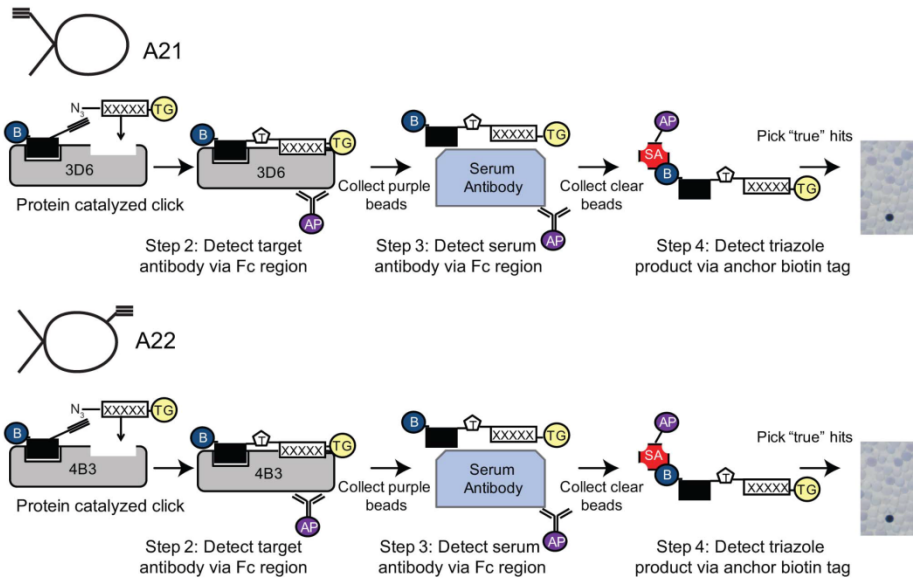 A21
N3 XXXXX TG
B
3D6
Protein catalyzed click
B T XXXXX TG
3D6
AP
Step 2: Detect target
antibody via Fc region
Collect purple
beads
B T XXXXX TG
Serum
Antibody
AP
Step 3: Detect serum
antibody via Fc region
Collect clear
beads
AP
SA
B T XXXXX TG
Step 4: Detect triazole
product via anchor biotin tag
Pick “true” hits
A22
N3 XXXXX TG
B
4B3
Protein catalyzed click
B T XXXXX TG
4B3
AP
Step 2: Detect target
antibody via Fc region
Collect purple
beads
B T XXXXX TG
Serum
Antibody
AP
Step 3: Detect serum
antibody via Fc region
Collect clear
beads
AP
SA
B T XXXXX TG
Step 4: Detect triazole
product via anchor biotin tag
Pick “true” hits